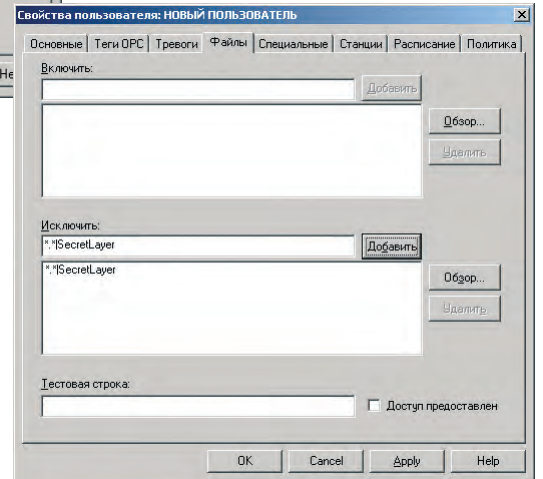 Свойства пользователя: НОВЫЙ ПОЛЬЗОВАТЕЛЬ
Основные Теги OPC Тревоги Файлы Специальные Станции Расписание Политика
Не
Включить:
Добавить
Обзор...
Удалить
Исключить:
*.*|SecretLayer
Добавить
*.*|SecretLayer
Обзор...
Удалить
Тестовая строка:
Доступ предоставлен
OK Cancel Apply Help